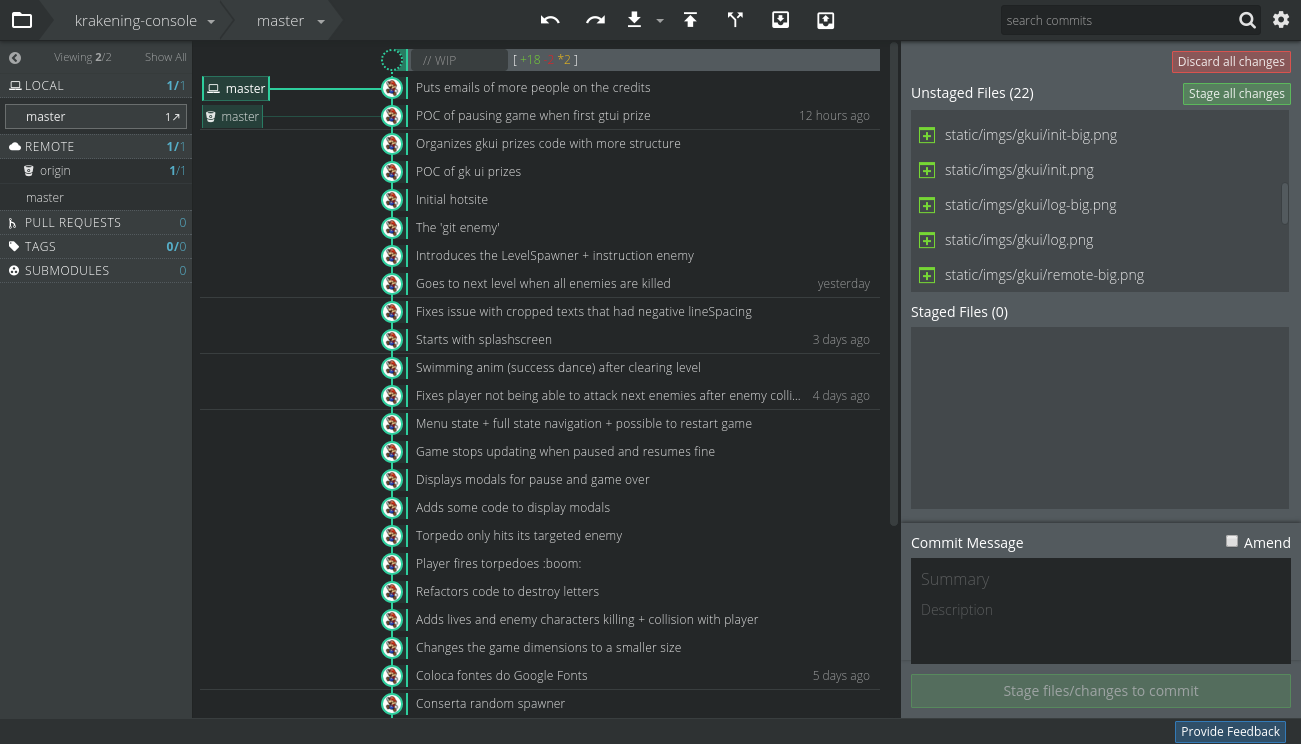 krakening-console
master
search commits
Viewing 2/2
Show All
LOCAL
1/1
master
1
REMOTE
1/1
origin
1/1
master
PULL REQUESTS
0
TAGS
0/0
SUBMODULES
0
// WIP
[ +18 *2 ]
master
Puts emails of more people on the credits
master
POC of pausing game when first gtui prize
12 hours ago
Organizes gkui prizes code with more structure
POC of gk ui prizes
Initial hotsite
The 'git enemy'
Introduces the LevelSpawner + instruction enemy
Goes to next level when all enemies are killed
yesterday
Fixes issue with cropped texts that had negative lineSpacing
Starts with splashscreen
3 days ago
Swimming anim (success dance) after clearing level
Fixes player not being able to attack next enemies after enemy colli...
4 days ago
Menu state + full state navigation + possible to restart game
Game stops updating when paused and resumes fine
Displays modals for pause and game over
Adds some code to display modals
Torpedo only hits its targeted enemy
Player fires torpedoes :boom:
Refactors code to destroy letters
Adds lives and enemy characters killing + collision with player
Changes the game dimensions to a smaller size
Coloca fontes do Google Fonts
5 days ago
Conserta random spawner
Discard all changes
Unstaged Files (22)
Stage all changes
static/imgs/gkui/init-big.png
static/imgs/gkui/init.png
static/imgs/gkui/log-big.png
static/imgs/gkui/log.png
static/imgs/gkui/remote-big.png
Staged Files (0)
Commit Message
Amend
Summary
Description
Stage files/changes to commit
Provide Feedback